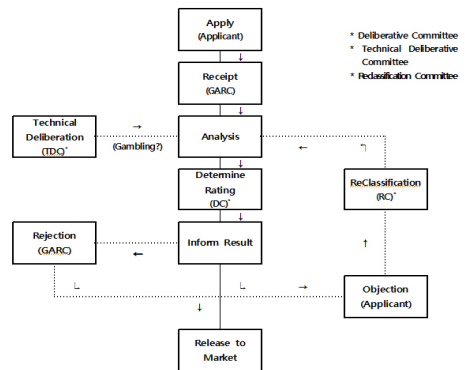 Apply
(Applicant)
* Deliberative Committee
* Technical Deliberative
Committee
* Reclassification Committee
Receipt
(GARC)
Technical
Deliberation
(TDC)*
→
(Gambling?)
Analysis
Determine
Rating
(DC)*
ReClassification
(RC)*
Rejection
(GARC)
Inform Result
Objection
(Applicant)
Release to
Market